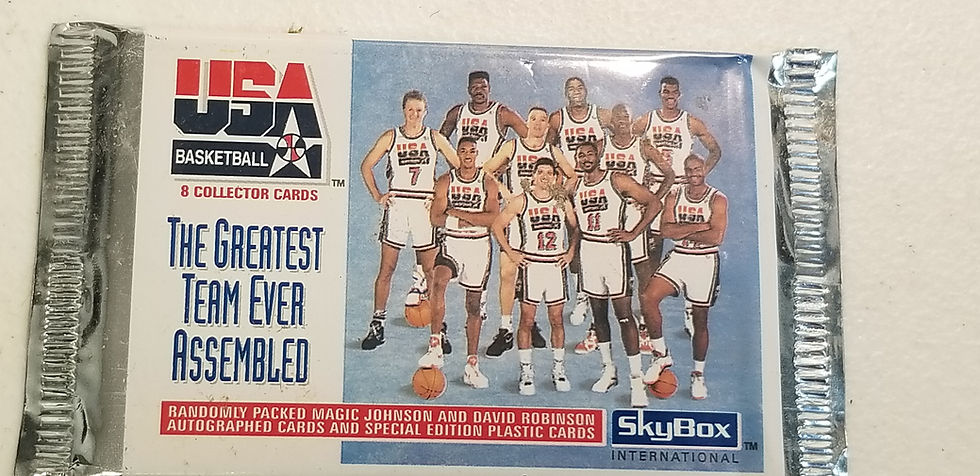 USA
BASKETBALL
TM
8 COLLECTOR CARDS
THE GREATEST
TEAM EVER
ASSEMBLED
RANDOMLY PACKED MAGIC JOHNSON AND DAVID ROBINSON
AUTOGRAPHED CARDS AND SPECIAL EDITION PLASTIC CARDS
SkyBox
TM
INTERNATIONAL
USA
USA
USA
USA
7
USA
USA
USA
USA
11
USA
12
USA